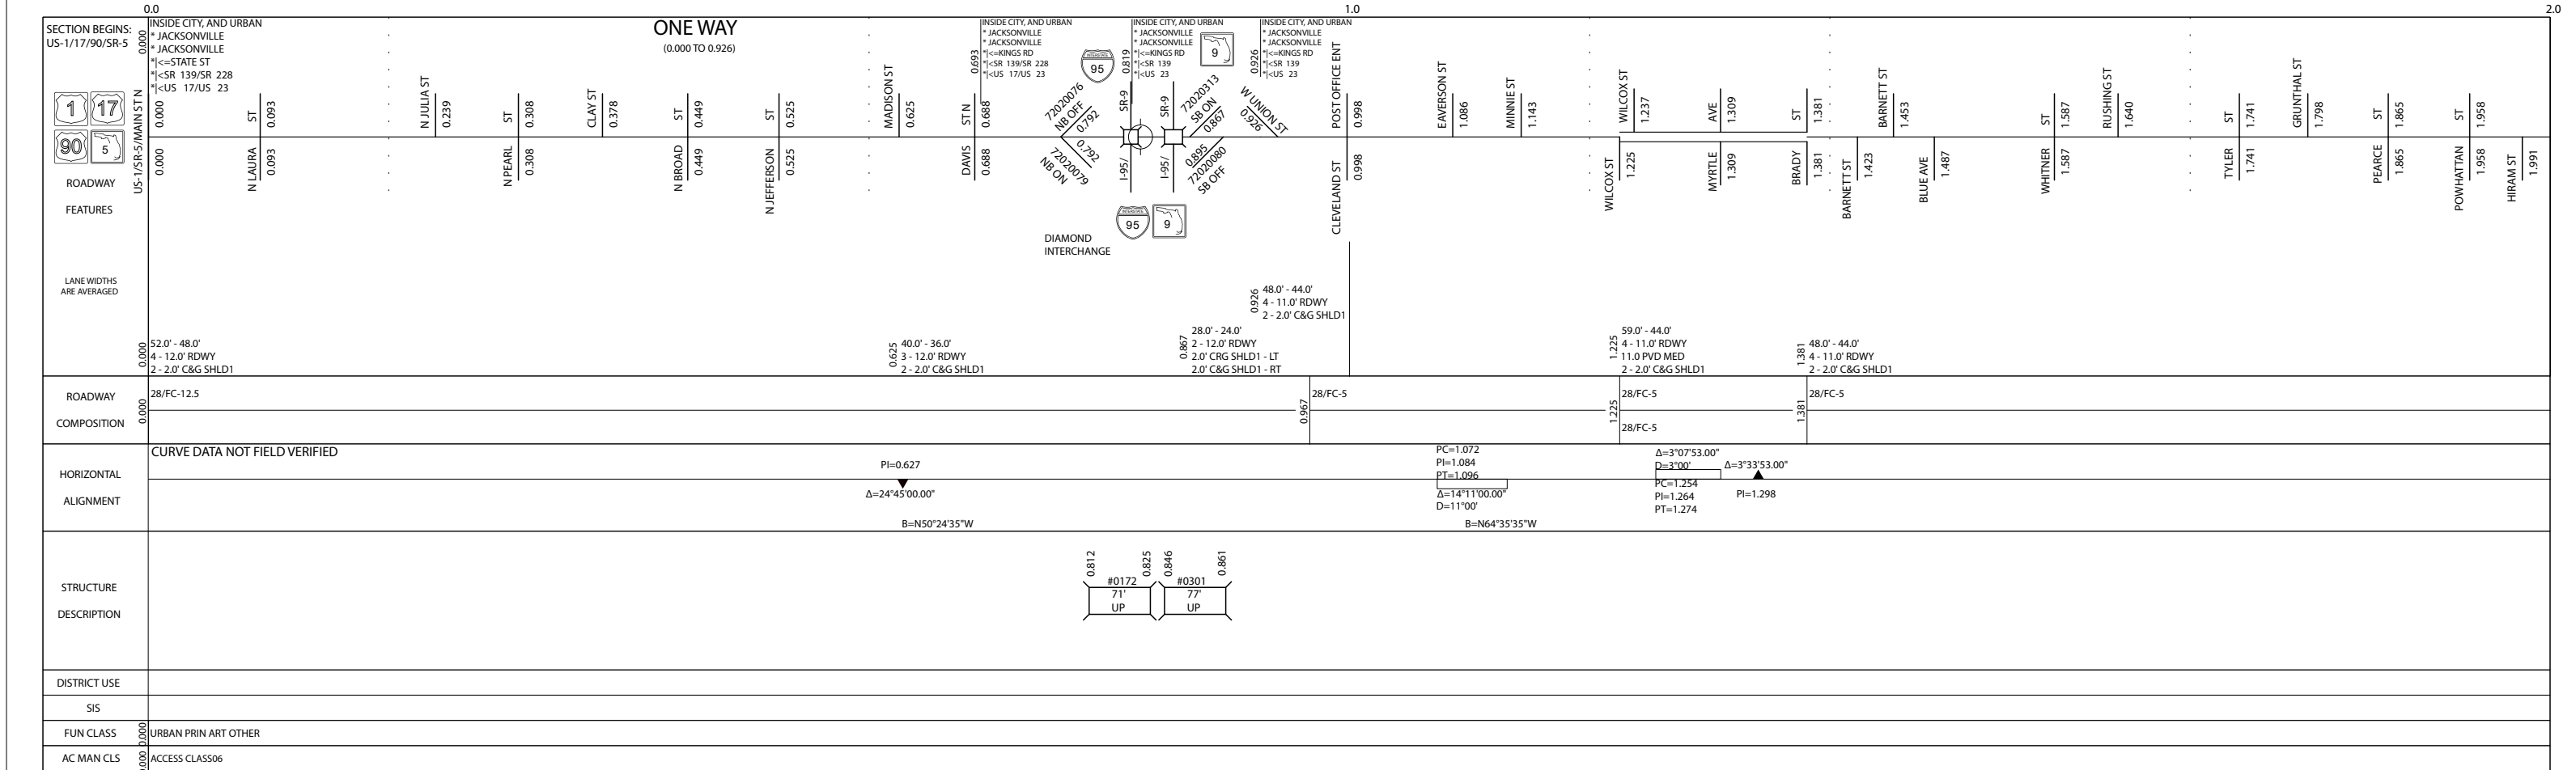 0.0
1.0
2.0
SECTION BEGINS:
US-1/17/90/SR-5
0.000
INSIDE CITY, AND URBAN
* JACKSONVILLE
* JACKSONVILLE
*|<=STATE ST
*|<SR 139/SR 228
*|<US 17/US 23
ONE WAY
(0.000 TO 0.926)
0.693
INSIDE CITY, AND URBAN
* JACKSONVILLE
* JACKSONVILLE
*|<=KINGS RD
*|<SR 139/SR 228
*|<US 17/US 23
INTERSTATE
95
0.819
INSIDE CITY, AND URBAN
* JACKSONVILLE
* JACKSONVILLE
*|<=KINGS RD
*|<SR 139
*|<US 23
9
0.926
INSIDE CITY, AND URBAN
* JACKSONVILLE
* JACKSONVILLE
*|<=KINGS RD
*|<SR 139
*|<US 23
1
17
90
5
ROADWAY
FEATURES
US-1/SR-5/MAIN ST N
0.000
0.000
N LAURA ST
0.093
0.093
N JULIA ST
0.239
N PEARL ST
0.308
0.308
CLAY ST
0.378
N BROAD ST
0.449
0.449
N JEFFERSON ST
0.525
0.525
MADISON ST
0.625
DAVIS ST N
0.688
0.688
72020076
NB OFF
0.792
0.792
72020079
NB ON
I-95/ SR-9
I-95/ SR-9
72020313
SB ON
0.867
0.895
72020080
SB OFF
W UNION ST
0.926
INTERSTATE
95
9
DIAMOND
INTERCHANGE
POST OFFICE ENT
0.998
CLEVELAND ST
0.998
EAVERSON ST
1.086
MINNIE ST
1.143
WILCOX ST
1.237
WILCOX ST
1.225
MYRTLE AVE
1.309
1.309
BRADY ST
1.381
1.381
BARNETT ST
1.423
BARNETT ST
1.453
BLUE AVE
1.487
WHITNER ST
1.587
1.587
RUSHING ST
1.640
TYLER ST
1.741
1.741
GRUNTHAL ST
1.798
PEARCE ST
1.865
1.865
POWHATTAN ST
1.958
1.958
HIRAM ST
1.991
LANE WIDTHS
ARE AVERAGED
0.000
52.0' - 48.0'
4 - 12.0' RDWY
2 - 2.0' C&G SHLD1
0.625
40.0' - 36.0'
3 - 12.0' RDWY
2 - 2.0' C&G SHLD1
0.867
28.0' - 24.0'
2 - 12.0' RDWY
2.0' CRG SHLD1 - LT
2.0' C&G SHLD1 - RT
0.926
48.0' - 44.0'
4 - 11.0' RDWY
2 - 2.0' C&G SHLD1
1.225
59.0' - 44.0'
4 - 11.0' RDWY
11.0 PVD MED
2 - 2.0' C&G SHLD1
1.381
48.0' - 44.0'
4 - 11.0' RDWY
2 - 2.0' C&G SHLD1
ROADWAY
COMPOSITION
0.000
28/FC-12.5
0.967
28/FC-5
1.225
28/FC-5
28/FC-5
1.381
28/FC-5
HORIZONTAL
ALIGNMENT
CURVE DATA NOT FIELD VERIFIED
PI=0.627
Δ=24°45'00.00"
B=N50°24'35"W
PC=1.072
PI=1.084
PT=1.096
Δ=14°11'00.00"
D=11°00'
B=N64°35'35"W
Δ=3°07'53.00"
D=3°00'
PC=1.254
PI=1.264
PT=1.274
Δ=3°33'53.00"
PI=1.298
STRUCTURE
DESCRIPTION
0.812
0.825
#0172
71'
UP
0.846
0.861
#0301
77'
UP
DISTRICT USE
SIS
FUN CLASS
0.000
URBAN PRIN ART OTHER
AC MAN CLS
0.000
ACCESS CLASS06